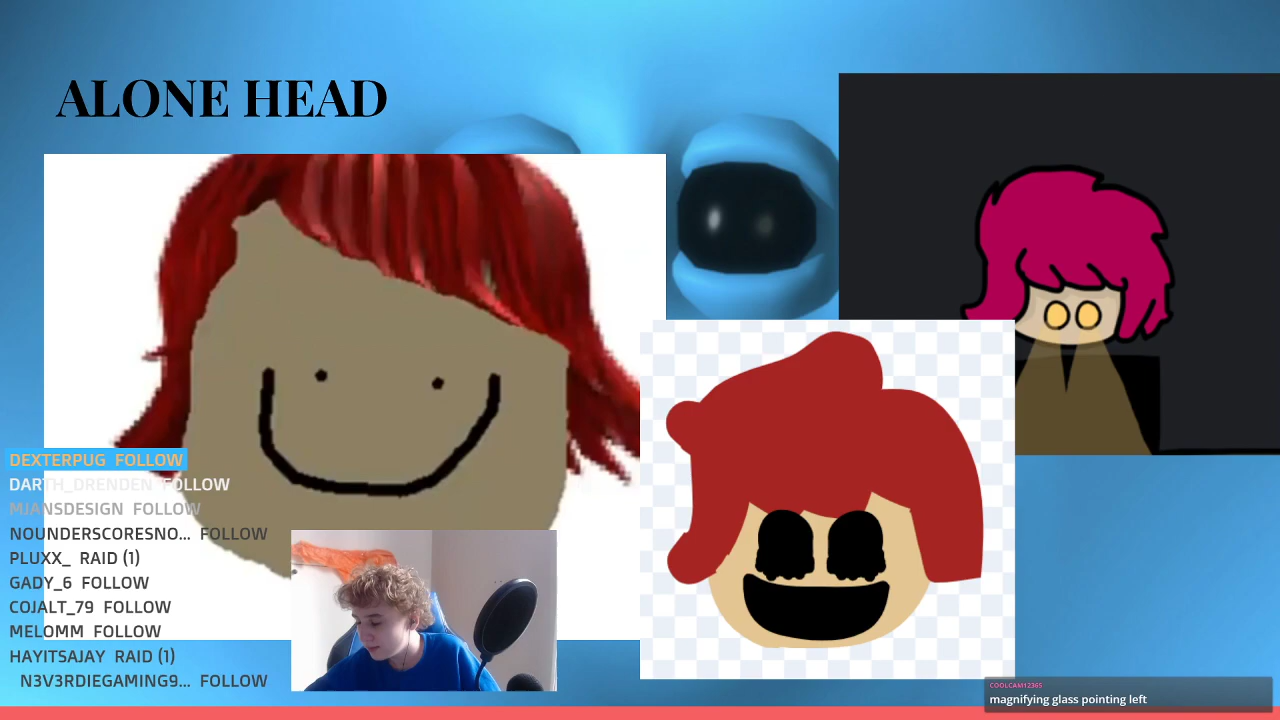 ALONE HEAD
DEXTERPUG FOLLOW
DARTH_DRENDEN FOLLOW
MJANSDESIGN FOLLOW
NOUNDERSCORESNO... FOLLOW
PLUXX_ RAID (1)
GADY_6 FOLLOW
COJALT_79 FOLLOW
MELOMM FOLLOW
HAYITSAJAY RAID (1)
N3V3RDIEGAMING9... FOLLOW
COOLCAM12365
magnifying glass pointing left